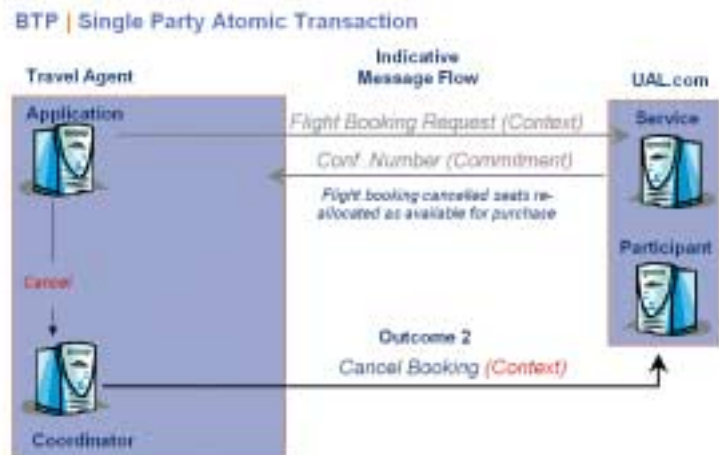 BTP | Single Party Atomic Transaction
Indicative
Message Flow
Travel Agent
UAL.com
Application
Service
Flight Booking Request (Context)
Conf. Number (Commitment)
Flight booking cancelled seats re-
allocated as available for purchase
Participant
Cancel
Outcome 2
Cancel Booking (Context)
Coordinator